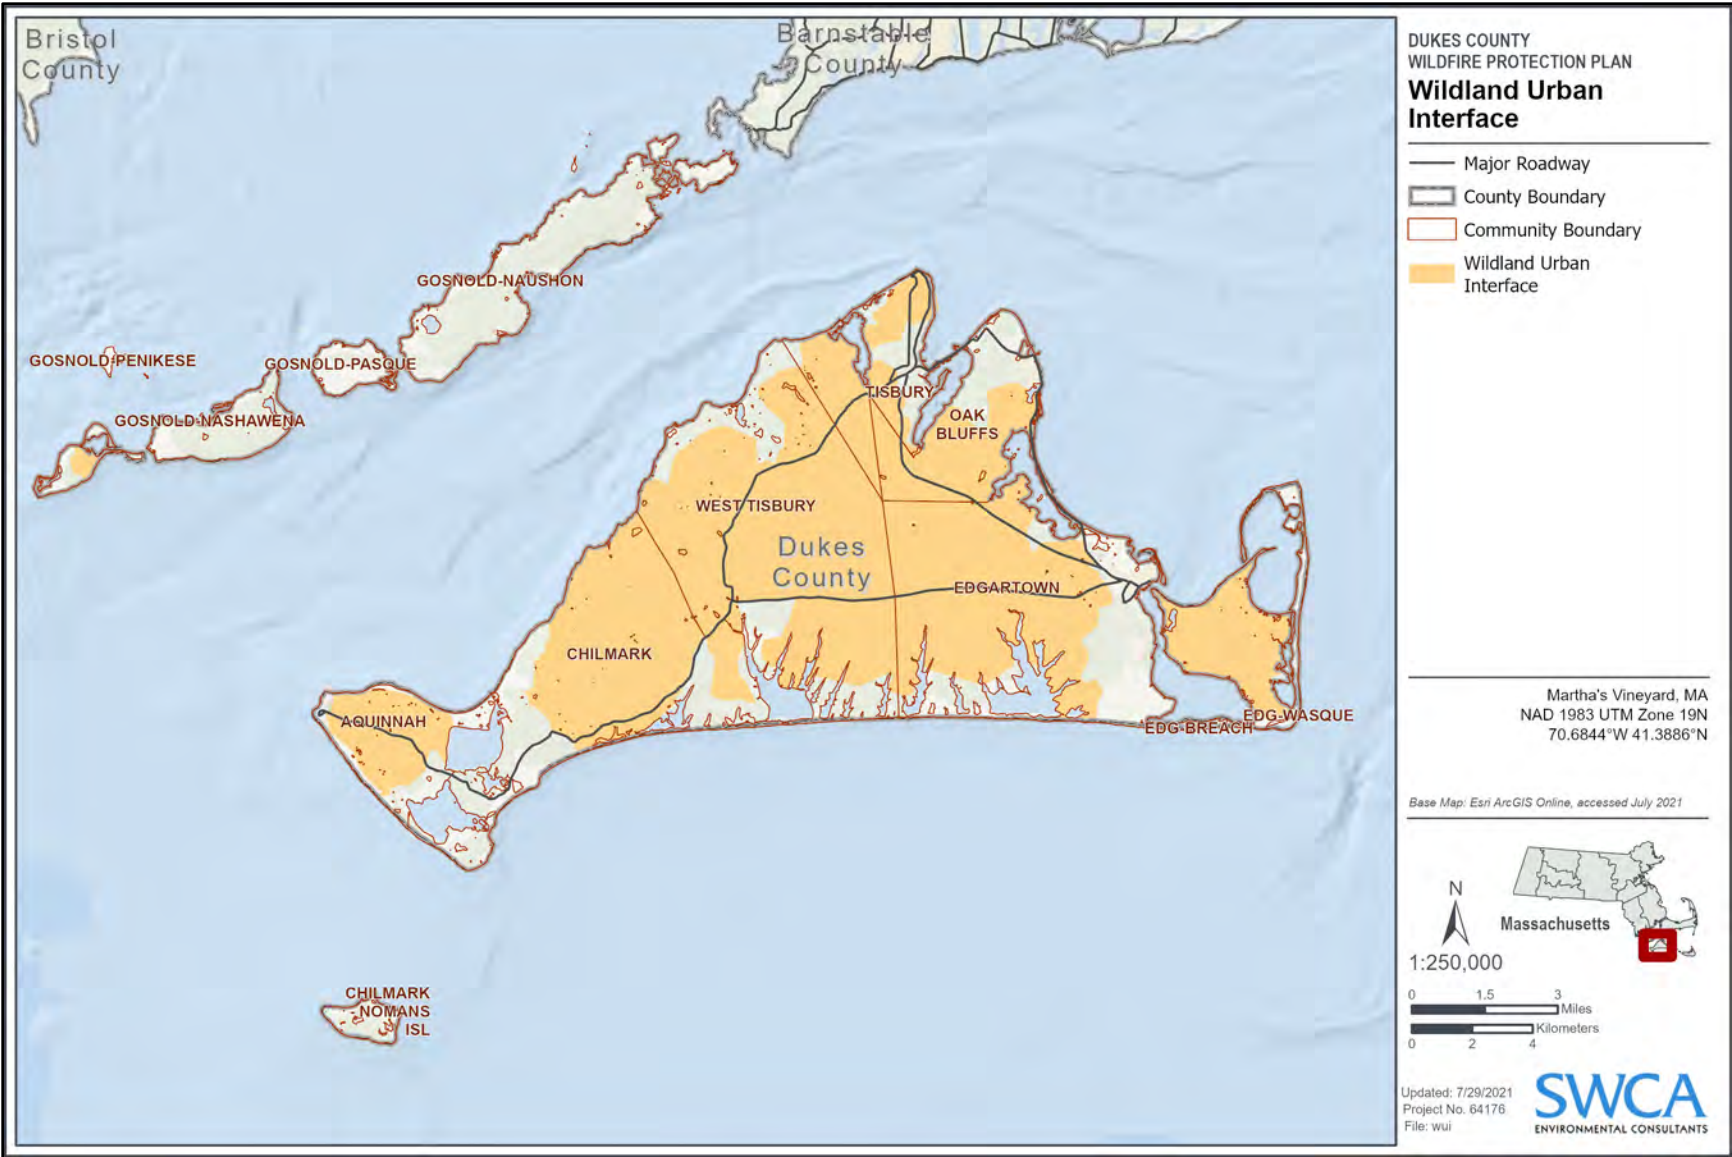 Bristol
County
Barnstable
County
GOSNOLD-NAUSHON
GOSNOLD-PENIKESE
GOSNOLD-PASQUE
GOSNOLD-NASHAWENA
TISBURY
OAK
BLUFFS
WEST TISBURY
Dukes
County
EDGARTOWN
CHILMARK
AQUINNAH
EDG-WASQUE
EDG-BREACH
CHILMARK
NOMANS
ISL
DUKES COUNTY
WILDFIRE PROTECTION PLAN
Wildland Urban
Interface
Major Roadway
County Boundary
Community Boundary
Wildland Urban
Interface
Martha's Vineyard, MA
NAD 1983 UTM Zone 19N
70.6844°W 41.3886°N
Base Map: Esri ArcGIS Online, accessed July 2021
N
Massachusetts
1:250,000
0 1.5 3
Miles
Kilometers
0 2 4
Updated: 7/29/2021
Project No. 64176
File: wui
SWCA
ENVIRONMENTAL CONSULTANTS